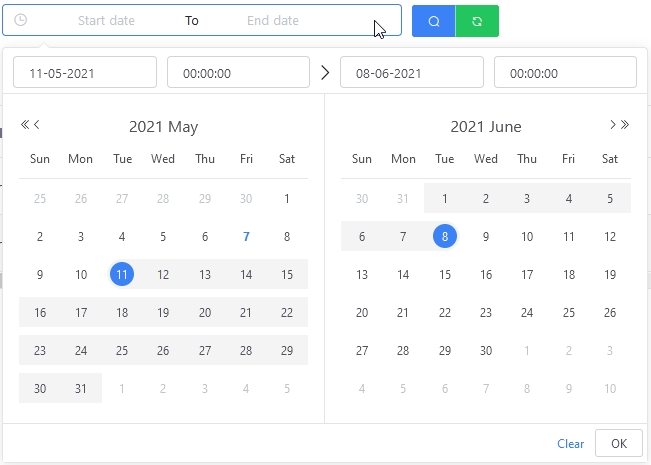 Start date To End date
11-05-2021 00:00:00 08-06-2021 00:00:00
2021 May
Sun Mon Tue Wed Thu Fri Sat
25 26 27 28 29 30 1
2 3 4 5 6 7 8
9 10 11 12 13 14 15
16 17 18 19 20 21 22
23 24 25 26 27 28 29
30 31 1 2 3 4 5
2021 June
Sun Mon Tue Wed Thu Fri Sat
30 31 1 2 3 4 5
6 7 8 9 10 11 12
13 14 15 16 17 18 19
20 21 22 23 24 25 26
27 28 29 30 1 2 3
4 5 6 7 8 9 10
Clear OK